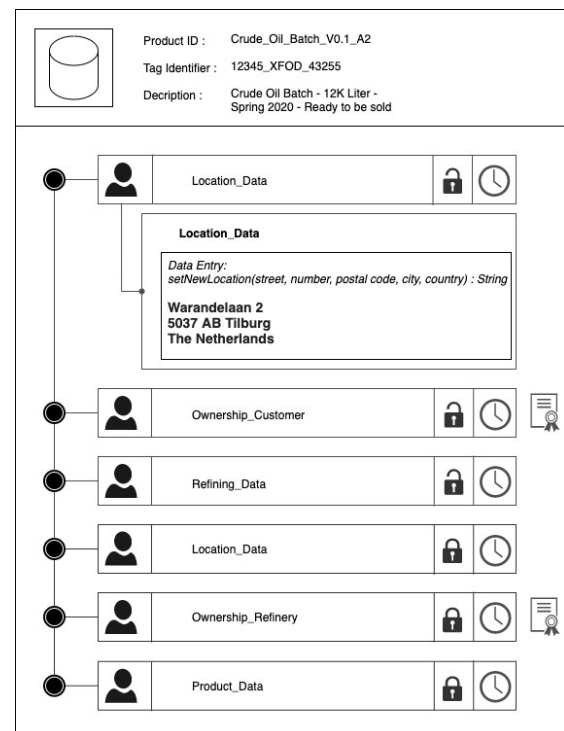 Product ID : Crude_Oil_Batch_V0.1_A2
Tag Identifier : 12345_XFOD_43255
Decription : Crude Oil Batch - 12K Liter -
Spring 2020 - Ready to be sold
Location_Data
Location_Data
Data Entry:
setNewLocation(street, number, postal code, city, country) : String
Warandelaan 2
5037 AB Tilburg
The Netherlands
Ownership_Customer
Refining_Data
Location_Data
Ownership_Refinery
Product_Data